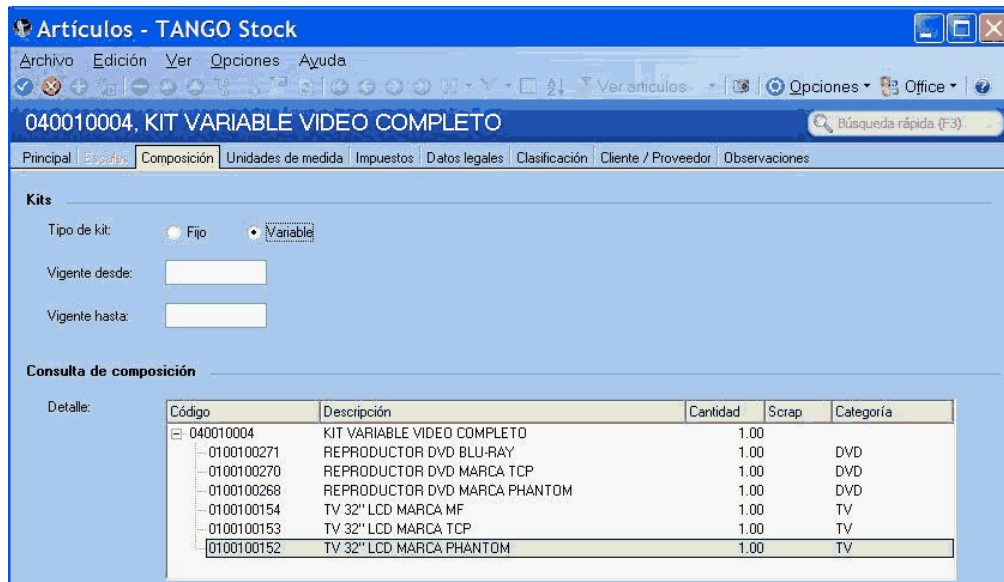 Artículos - TANGO Stock
Archivo Edición Ver Opciones Ayuda
Ver artículos Opciones Office
040010004, KIT VARIABLE VIDEO COMPLETO Búsqueda rápida (F3)
Principal Escalas Composición Unidades de medida Impuestos Datos legales Clasificación Cliente / Proveedor Observaciones
Kits
Tipo de kit: Fijo Variable
Vigente desde:
Vigente hasta:
Consulta de composición
Detalle:
Código Descripción Cantidad Scrap Categoría
040010004 KIT VARIABLE VIDEO COMPLETO 1.00
0100100271 REPRODUCTOR DVD BLU-RAY 1.00 DVD
0100100270 REPRODUCTOR DVD MARCA TCP 1.00 DVD
0100100268 REPRODUCTOR DVD MARCA PHANTOM 1.00 DVD
0100100154 TV 32" LCD MARCA MF 1.00 TV
0100100153 TV 32" LCD MARCA TCP 1.00 TV
0100100152 TV 32" LCD MARCA PHANTOM 1.00 TV